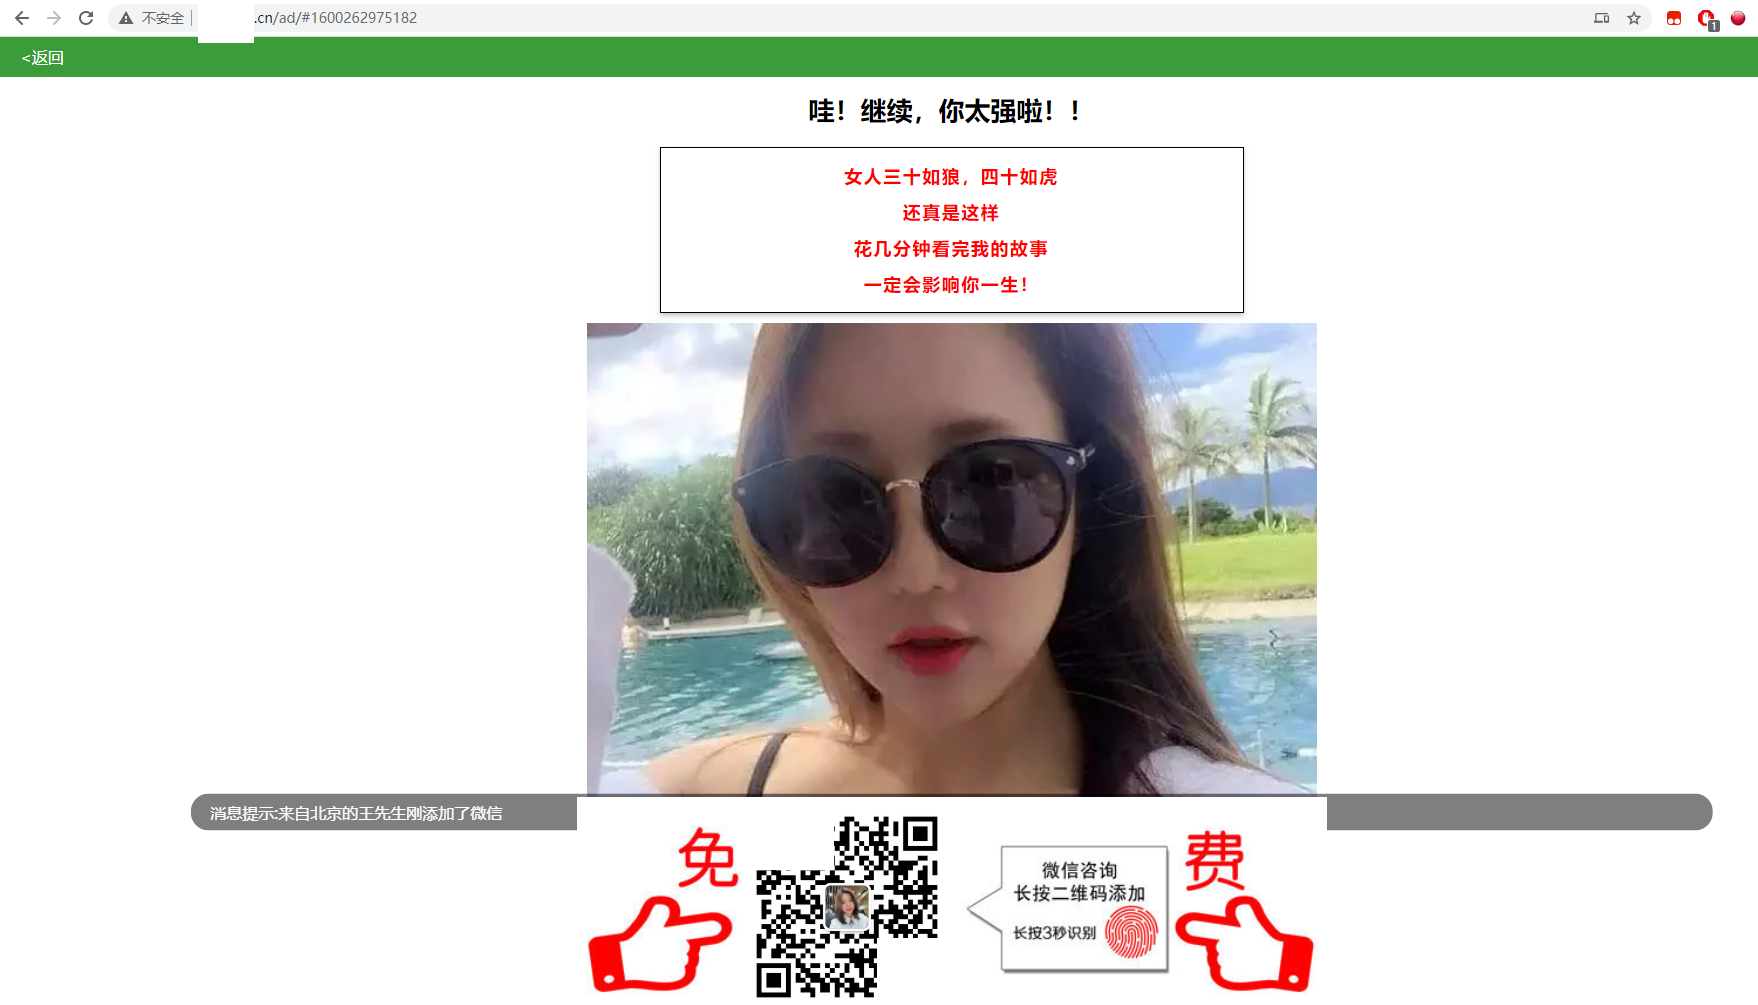 不安全
.cn/ad/#1600262975182
1
<返回
哇！继续，你太强啦！！
女人三十如狼，四十如虎
还真是这样
花几分钟看完我的故事
一定会影响你一生！
消息提示:来自北京的王先生刚添加了微信
免
微信咨询
长按二维码添加
长按3秒识别
费